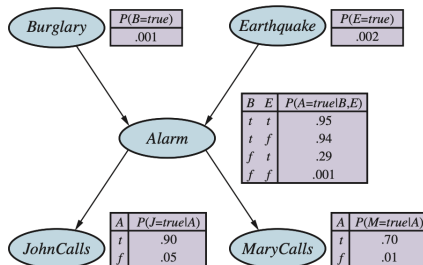 Burglary
P(B=true)
.001
Earthquake
P(E=true)
.002
Alarm
B E P(A=true|B,E)
t t .95
t f .94
f t .29
f f .001
JohnCalls
A P(J=true|A)
t .90
f .05
MaryCalls
A P(M=true|A)
t .70
f .01